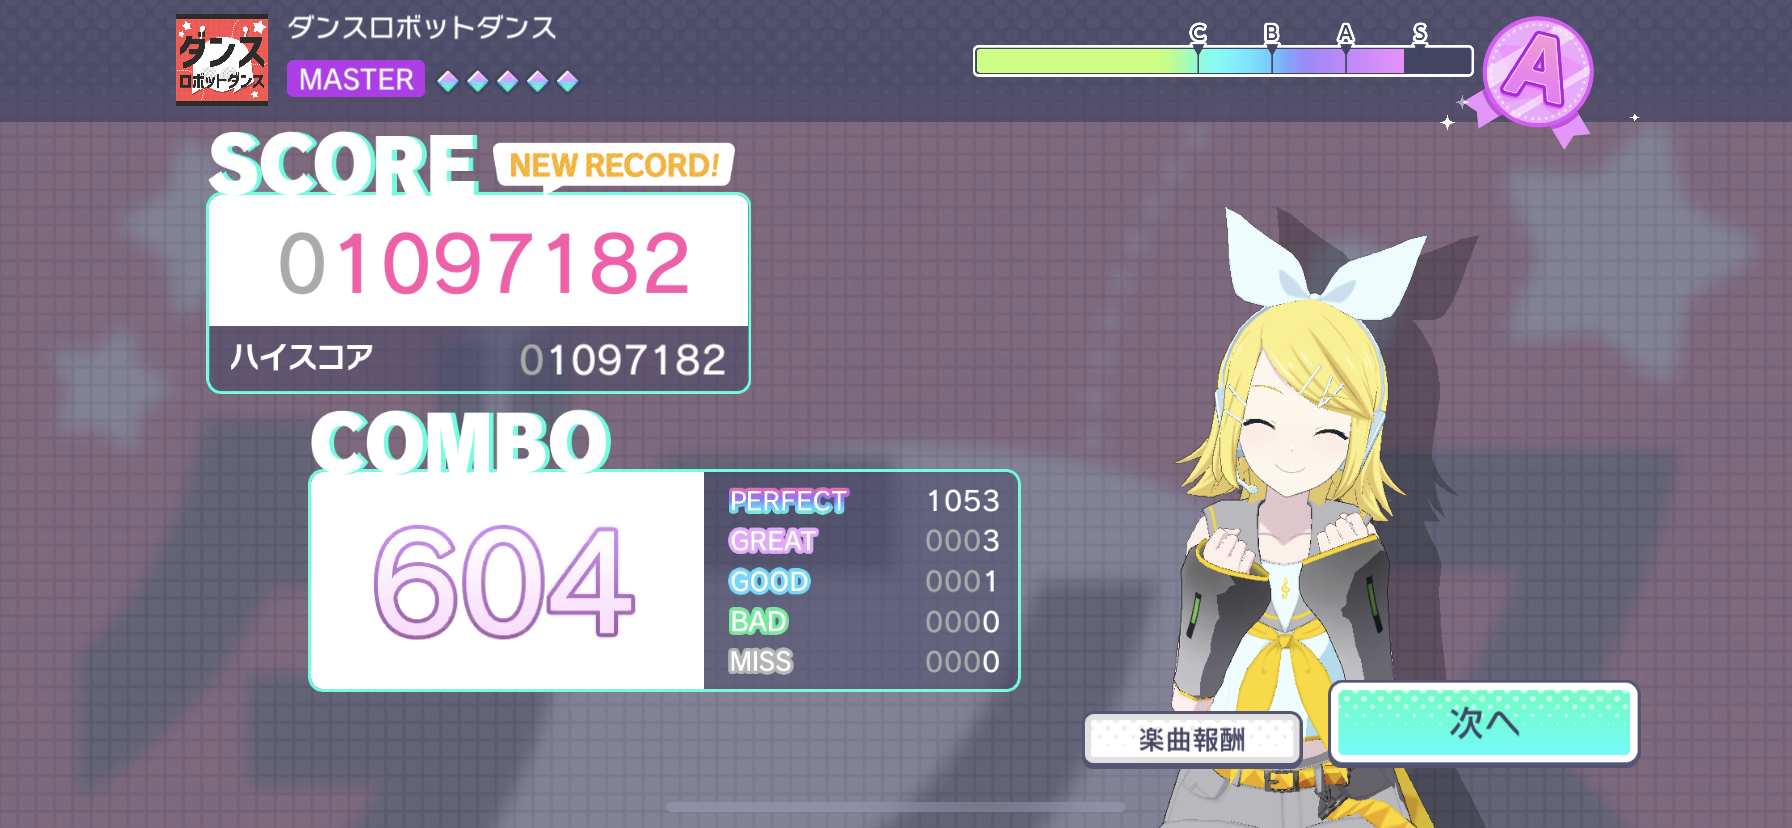 ダンス
ロボットダンス
ダンスロボットダンス
MASTER
C B A S
A
SCORE
NEW RECORD!
01097182
ハイスコア 01097182
COMBO
604
PERFECT 1053
GREAT 0003
GOOD 0001
BAD 0000
MISS 0000
楽曲報酬
次へ